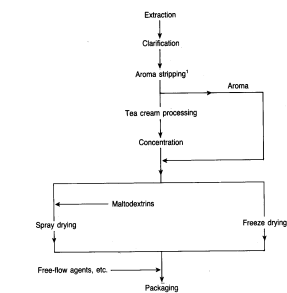 Extraction
Clarification
Aroma stripping¹
Aroma
Tea cream processing
Concentration
Maltodextrins
Spray drying
Freeze drying
Free-flow agents, etc.
Packaging